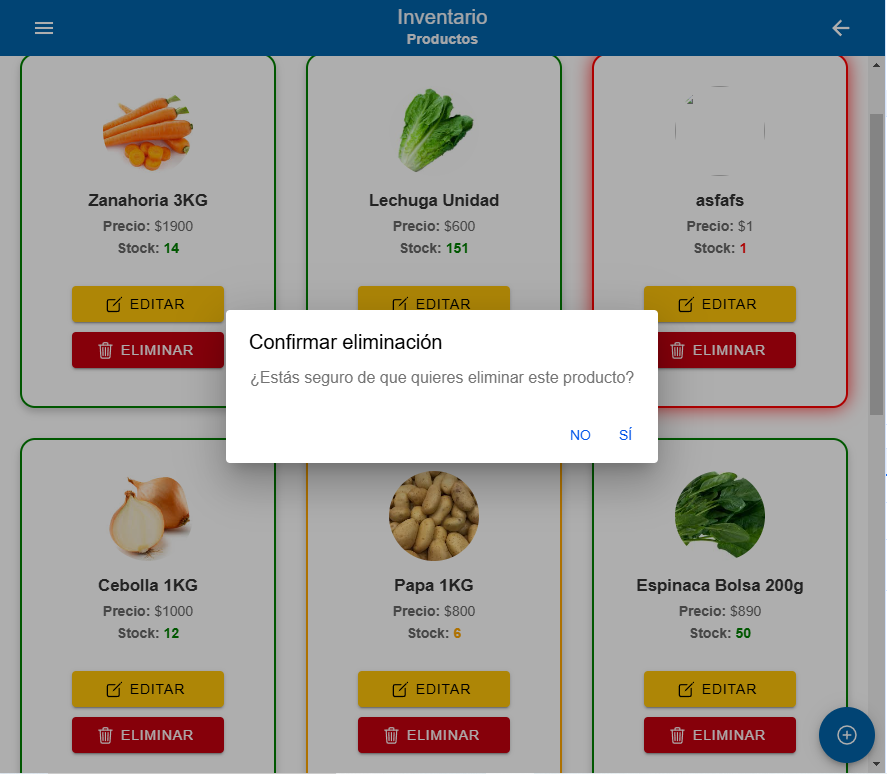 Inventario
Productos
Zanahoria 3KG
Precio: $1900
Stock: 14
EDITAR
ELIMINAR
Lechuga Unidad
Precio: $600
Stock: 151
EDITAR
asfafs
Precio: $1
Stock: 1
EDITAR
ELIMINAR
Confirmar eliminación
¿Estás seguro de que quieres eliminar este producto?
NO
SÍ
Cebolla 1KG
Precio: $1000
Stock: 12
EDITAR
ELIMINAR
Papa 1KG
Precio: $800
Stock: 6
EDITAR
ELIMINAR
Espinaca Bolsa 200g
Precio: $890
Stock: 50
EDITAR
ELIMINAR